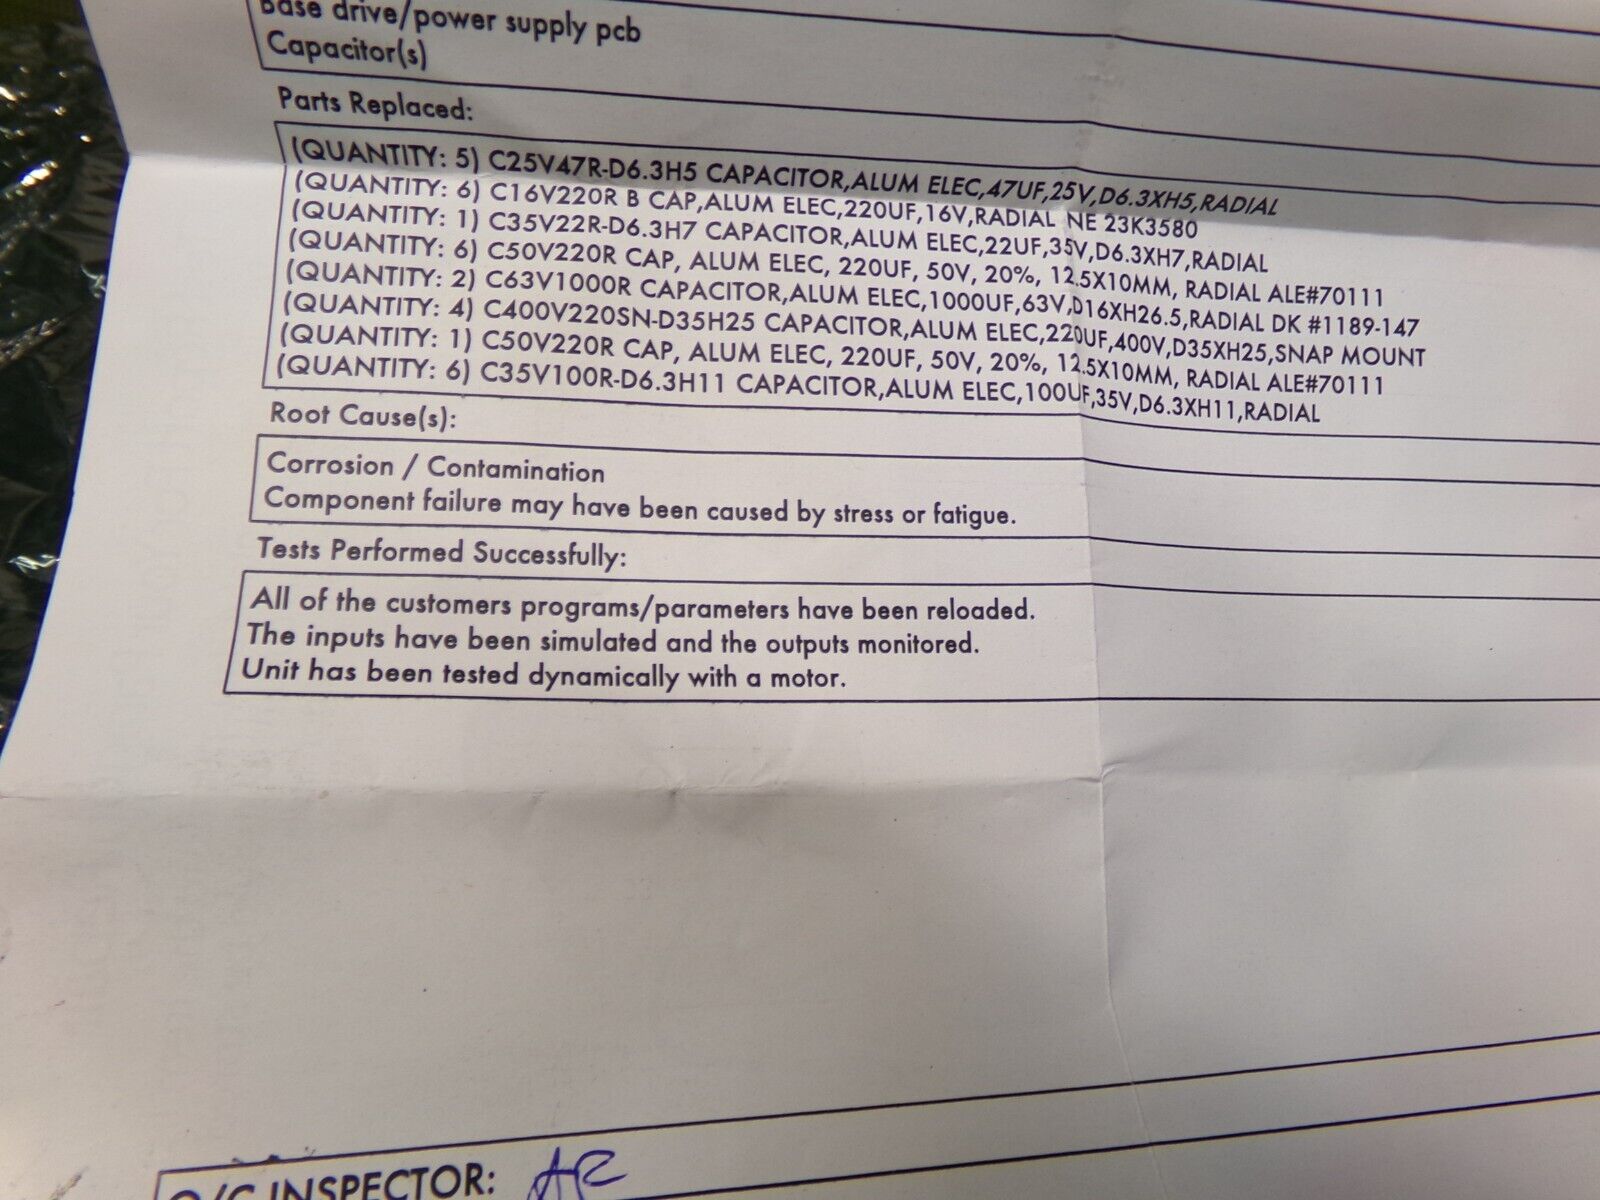 Base drive/power supply pcb
Capacitor(s)
Parts Replaced:
(QUANTITY: 5) C25V47R-D6.3H5 CAPACITOR,ALUM ELEC,47UF,25V,D6.3XH5,RADIAL
(QUANTITY: 6) C16V220R B CAP,ALUM ELEC,220UF,16V,RADIAL NE 23K3580
(QUANTITY: 1) C35V22R-D6.3H7 CAPACITOR,ALUM ELEC,22UF,35V,D6.3XH7,RADIAL
(QUANTITY: 6) C50V220R CAP, ALUM ELEC, 220UF, 50V, 20%, 12.5X10MM, RADIAL ALE#70111
(QUANTITY: 2) C63V1000R CAPACITOR,ALUM ELEC,1000UF,63V,D16XH26.5,RADIAL DK #1189-147
(QUANTITY: 4) C400V220SN-D35H25 CAPACITOR,ALUM ELEC,220UF,400V,D35XH25,SNAP MOUNT
(QUANTITY: 1) C50V220R CAP, ALUM ELEC, 220UF, 50V, 20%, 12.5X10MM, RADIAL ALE#70111
(QUANTITY: 6) C35V100R-D6.3H11 CAPACITOR,ALUM ELEC,100UF,35V,D6.3XH11,RADIAL
Root Cause(s):
Corrosion / Contamination
Component failure may have been caused by stress or fatigue.
Tests Performed Successfully:
All of the customers programs/parameters have been reloaded.
The inputs have been simulated and the outputs monitored.
Unit has been tested dynamically with a motor.
INSPECTOR: